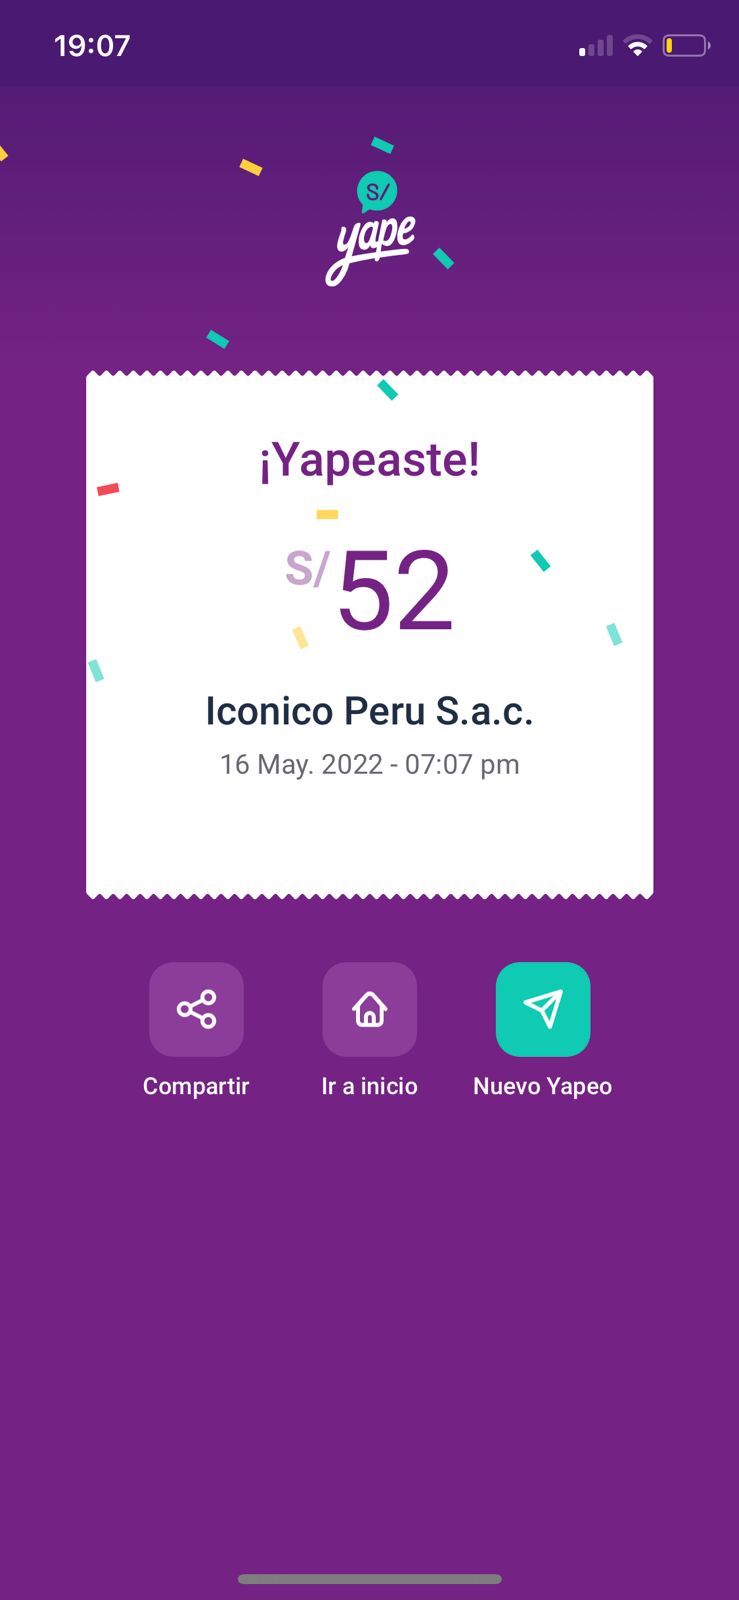 19:07
S/
yape
¡Yapeaste!
S/52
Iconico Peru S.a.c.
16 May. 2022 - 07:07 pm
Compartir
Ir a inicio
Nuevo Yapeo